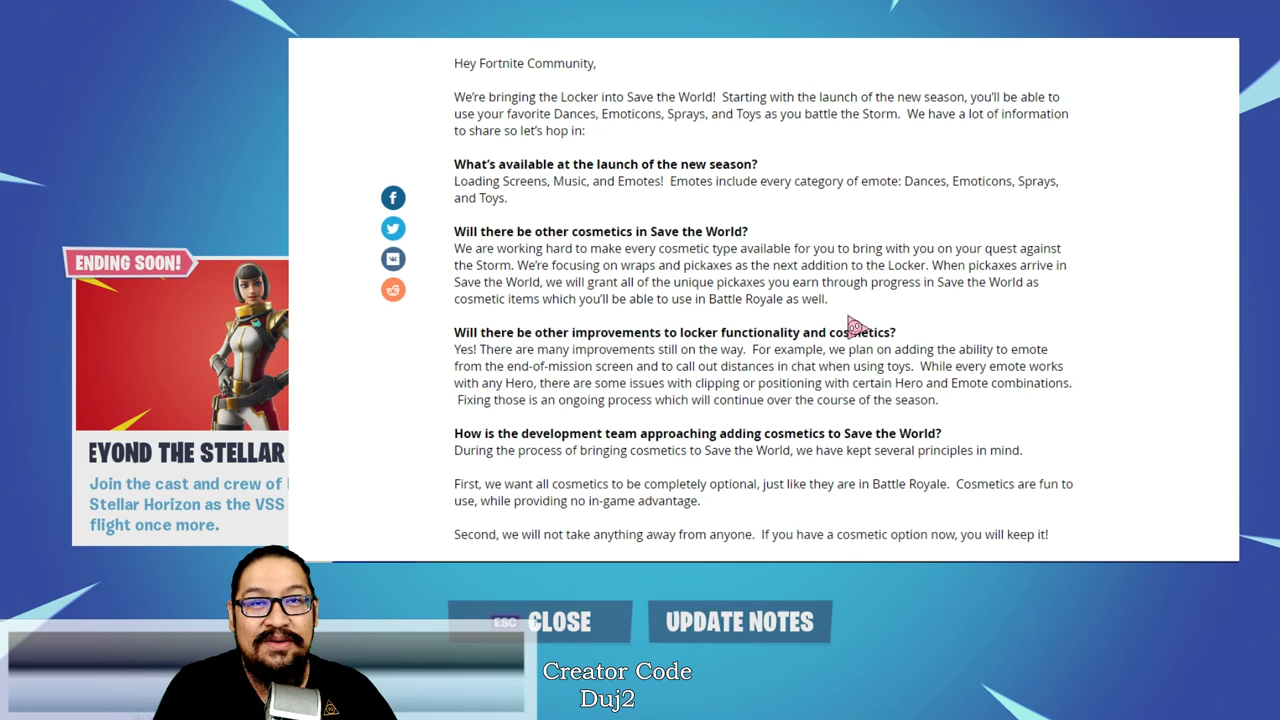 Hey Fortnite Community,
We're bringing the Locker into Save the World!  Starting with the launch of the new season, you'll be able to
use your favorite Dances, Emoticons, Sprays, and Toys as you battle the Storm.  We have a lot of information
to share so let's hop in:
What's available at the launch of the new season?
Loading Screens, Music, and Emotes!  Emotes include every category of emote: Dances, Emoticons, Sprays,
and Toys.
Will there be other cosmetics in Save the World?
We are working hard to make every cosmetic type available for you to bring with you on your quest against
the Storm. We're focusing on wraps and pickaxes as the next addition to the Locker. When pickaxes arrive in
Save the World, we will grant all of the unique pickaxes you earn through progress in Save the World as
cosmetic items which you'll be able to use in Battle Royale as well.
Will there be other improvements to locker functionality and cosmetics?
Yes! There are many improvements still on the way.  For example, we plan on adding the ability to emote
from the end-of-mission screen and to call out distances in chat when using toys.  While every emote works
with any Hero, there are some issues with clipping or positioning with certain Hero and Emote combinations.
Fixing those is an ongoing process which will continue over the course of the season.
How is the development team approaching adding cosmetics to Save the World?
During the process of bringing cosmetics to Save the World, we have kept several principles in mind.
First, we want all cosmetics to be completely optional, just like they are in Battle Royale.  Cosmetics are fun to
use, while providing no in-game advantage.
Second, we will not take anything away from anyone.  If you have a cosmetic option now, you will keep it!
ENDING SOON!
EYOND THE STELLAR
Join the cast and crew of
Stellar Horizon as the VSS
flight once more.
ESC CLOSE
UPDATE NOTES
Creator Code
Duj2